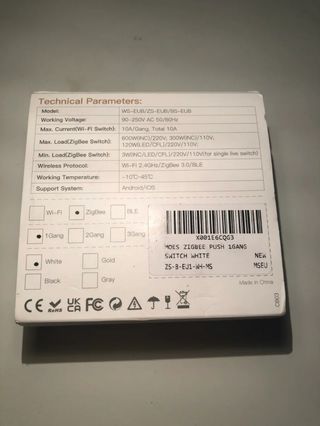 Technical Parameters:
Model: WS-EUB/ZS-EUB/BS-EUB
Working Voltage: 90-250V AC 50/60Hz
Max. Current(Wi-Fi Switch): 10A/Gang, Total 10A
Max. Load(ZigBee Switch): 600W(INC)/220V, 300W(INC)/110V,
120W(LED/CFL)/220V/110V;
Min. Load(ZigBee Switch): 3W(INC/LED/CFL)/220V/110V(for single live switch)
Wireless Protocol: Wi-Fi 2.4GHz/ZigBee 3.0/BLE
Working Temperature: -10℃-45℃
Support System: Android/iOS
Wi-Fi ZigBee BLE
1Gang 2Gang 3Gang
White Gold
Black Gray
X001E6CQG3
MOES ZIGBEE PUSH 1GANG
SWITCH WHITE NEW
ZS-B-EU1-WH-MS MSEU
Made in China
CE RoHS UK CA